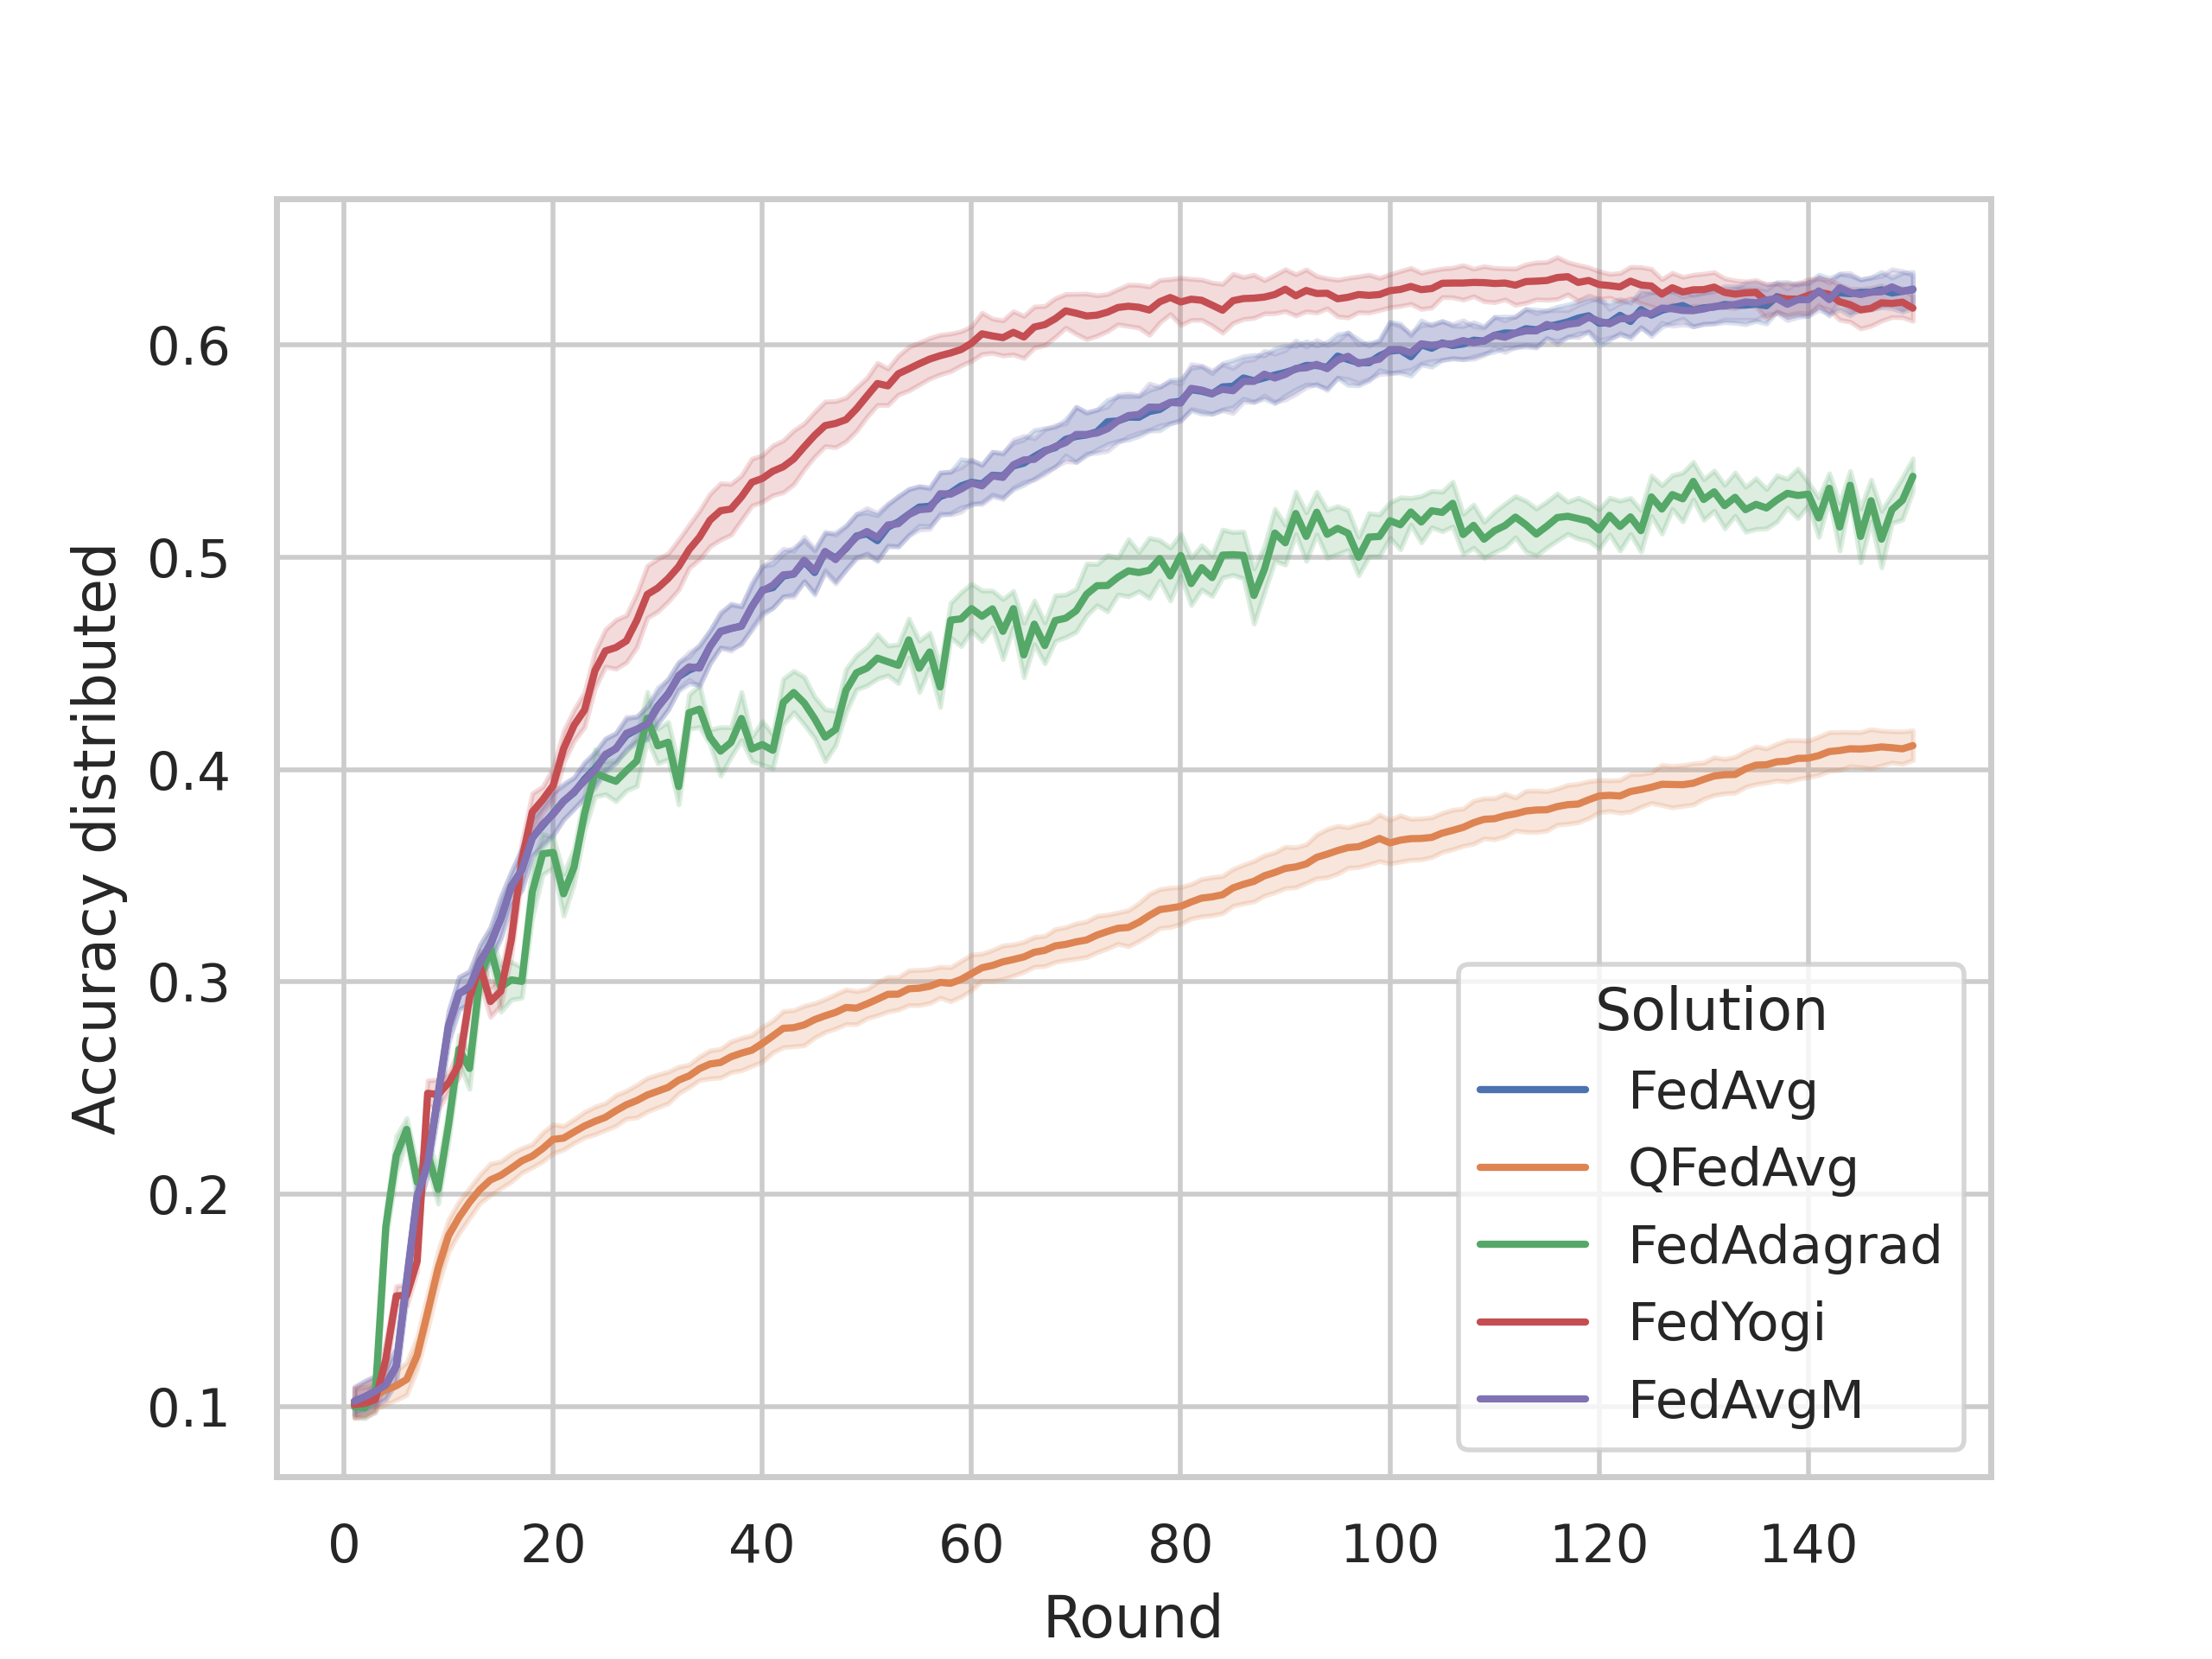 Accuracy distributed
0.6
0.5
0.4
0.3
0.2
0.1
0 20 40 60 80 100 120 140
Round
Solution
FedAvg
QFedAvg
FedAdagrad
FedYogi
FedAvgM